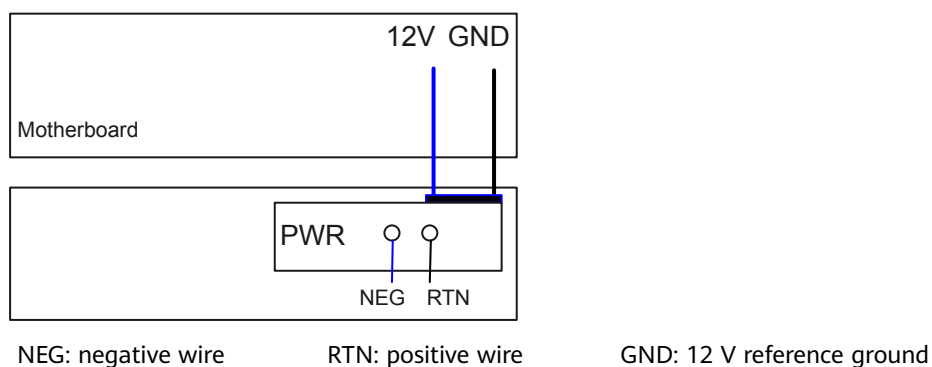 12V GND
Motherboard
PWR
NEG RTN
NEG: negative wire RTN: positive wire GND: 12 V reference ground